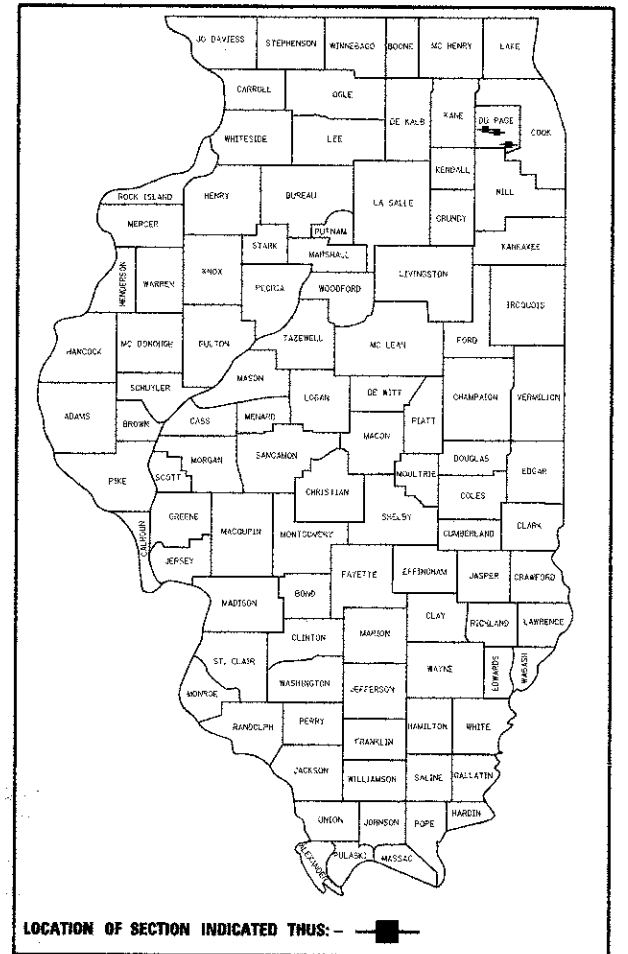 JO DAVIESS STEPHENSON WINNEBAGO BOONE MC HENRY LAKE
CARROLL OGLE DE KALB KANE DU PAGE COOK
WHITESIDE LEE KENDALL WILL
ROCK ISLAND HENRY BUREAU LA SALLE GRUNDY
MERCER PUTNAM KANKAKEE
HENDERSON WARREN KNOX STARK MARSHALL LIVINGSTON
PEORIA WOODFORD IROQUOIS
HANCOCK MC DONOUGH FULTON TAZEWELL MC LEAN FORD
SCHUYLER MASON LOGAN DE WITT CHAMPAIGN VERMILION
ADAMS BROWN CASS MENARD MACON PIATT
PIKE SCOTT MORGAN SANGAMON MOULTRIE DOUGLAS EDGAR
CHRISTIAN COLES
CALHOUN GREENE MACOUPIN MONTGOMERY SHELBY CUMBERLAND CLARK
JERSEY FAYETTE EFFINGHAM JASPER CRAWFORD
MADISON BOND CLAY RICHLAND LAWRENCE
CLINTON MARION
ST. CLAIR WAYNE EDWARDS WABASH
MONROE WASHINGTON JEFFERSON
RANDOLPH PERRY HAMILTON WHITE
FRANKLIN
JACKSON WILLIAMSON SALINE GALLATIN
UNION JOHNSON POPE HARDIN
ALEXANDER PULASKI MASSAC
LOCATION OF SECTION INDICATED THUS:-